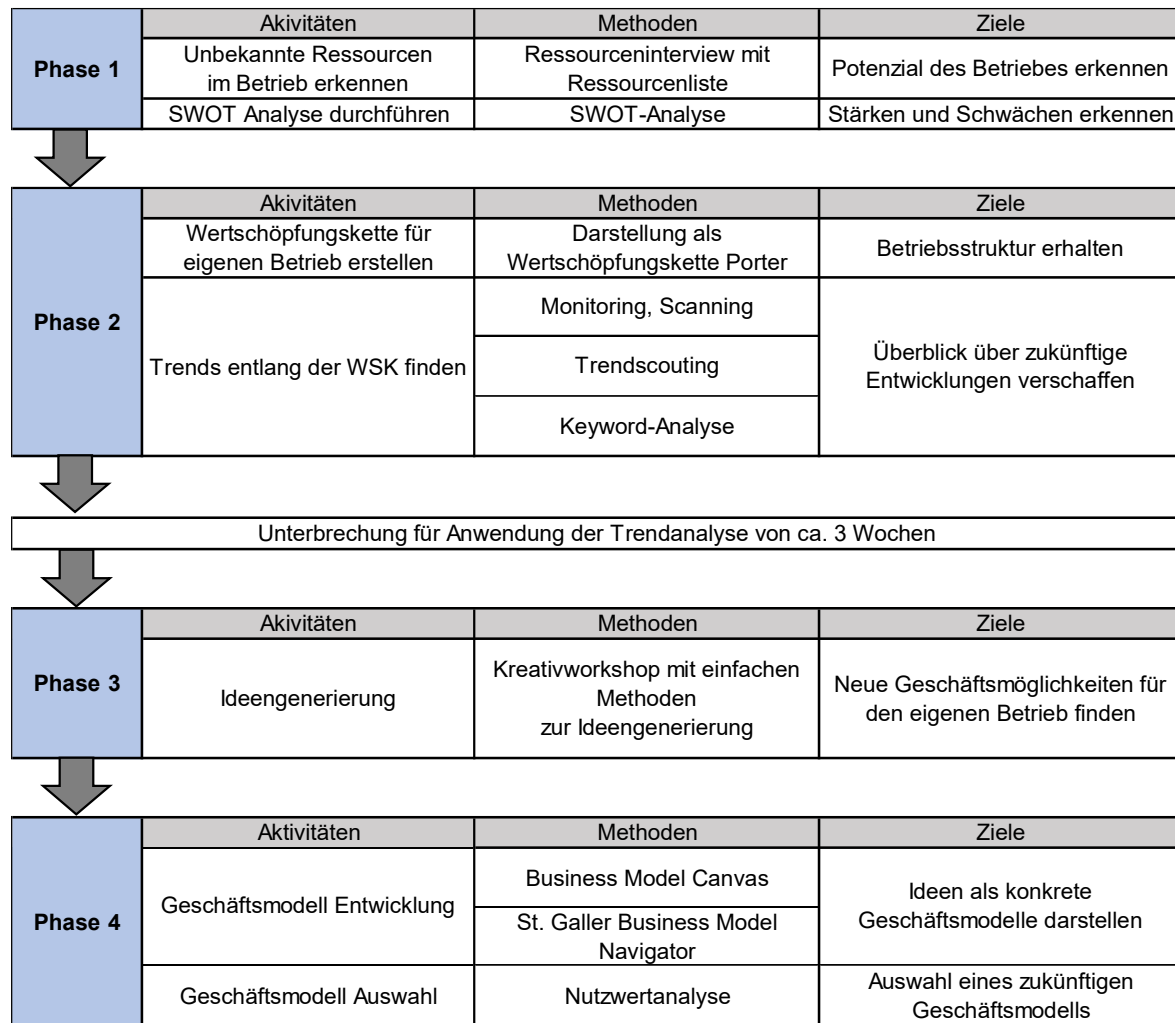 Akivitäten Methoden Ziele
Phase 1
Unbekannte Ressourcen
im Betrieb erkennen
Ressourceninterview mit
Ressourcenliste
Potenzial des Betriebes erkennen
SWOT Analyse durchführen
SWOT-Analyse
Stärken und Schwächen erkennen
Akivitäten Methoden Ziele
Phase 2
Wertschöpfungskette für
eigenen Betrieb erstellen
Darstellung als
Wertschöpfungskette Porter
Betriebsstruktur erhalten
Trends entlang der WSK finden
Monitoring, Scanning
Trendscouting
Keyword-Analyse
Überblick über zukünftige
Entwicklungen verschaffen
Unterbrechung für Anwendung der Trendanalyse von ca. 3 Wochen
Akivitäten Methoden Ziele
Phase 3
Ideengenerierung
Kreativworkshop mit einfachen
Methoden
zur Ideengenerierung
Neue Geschäftsmöglichkeiten für
den eigenen Betrieb finden
Aktivitäten Methoden Ziele
Phase 4
Geschäftsmodell Entwicklung
Business Model Canvas
St. Galler Business Model
Navigator
Ideen als konkrete
Geschäftsmodelle darstellen
Geschäftsmodell Auswahl
Nutzwertanalyse
Auswahl eines zukünftigen
Geschäftsmodells